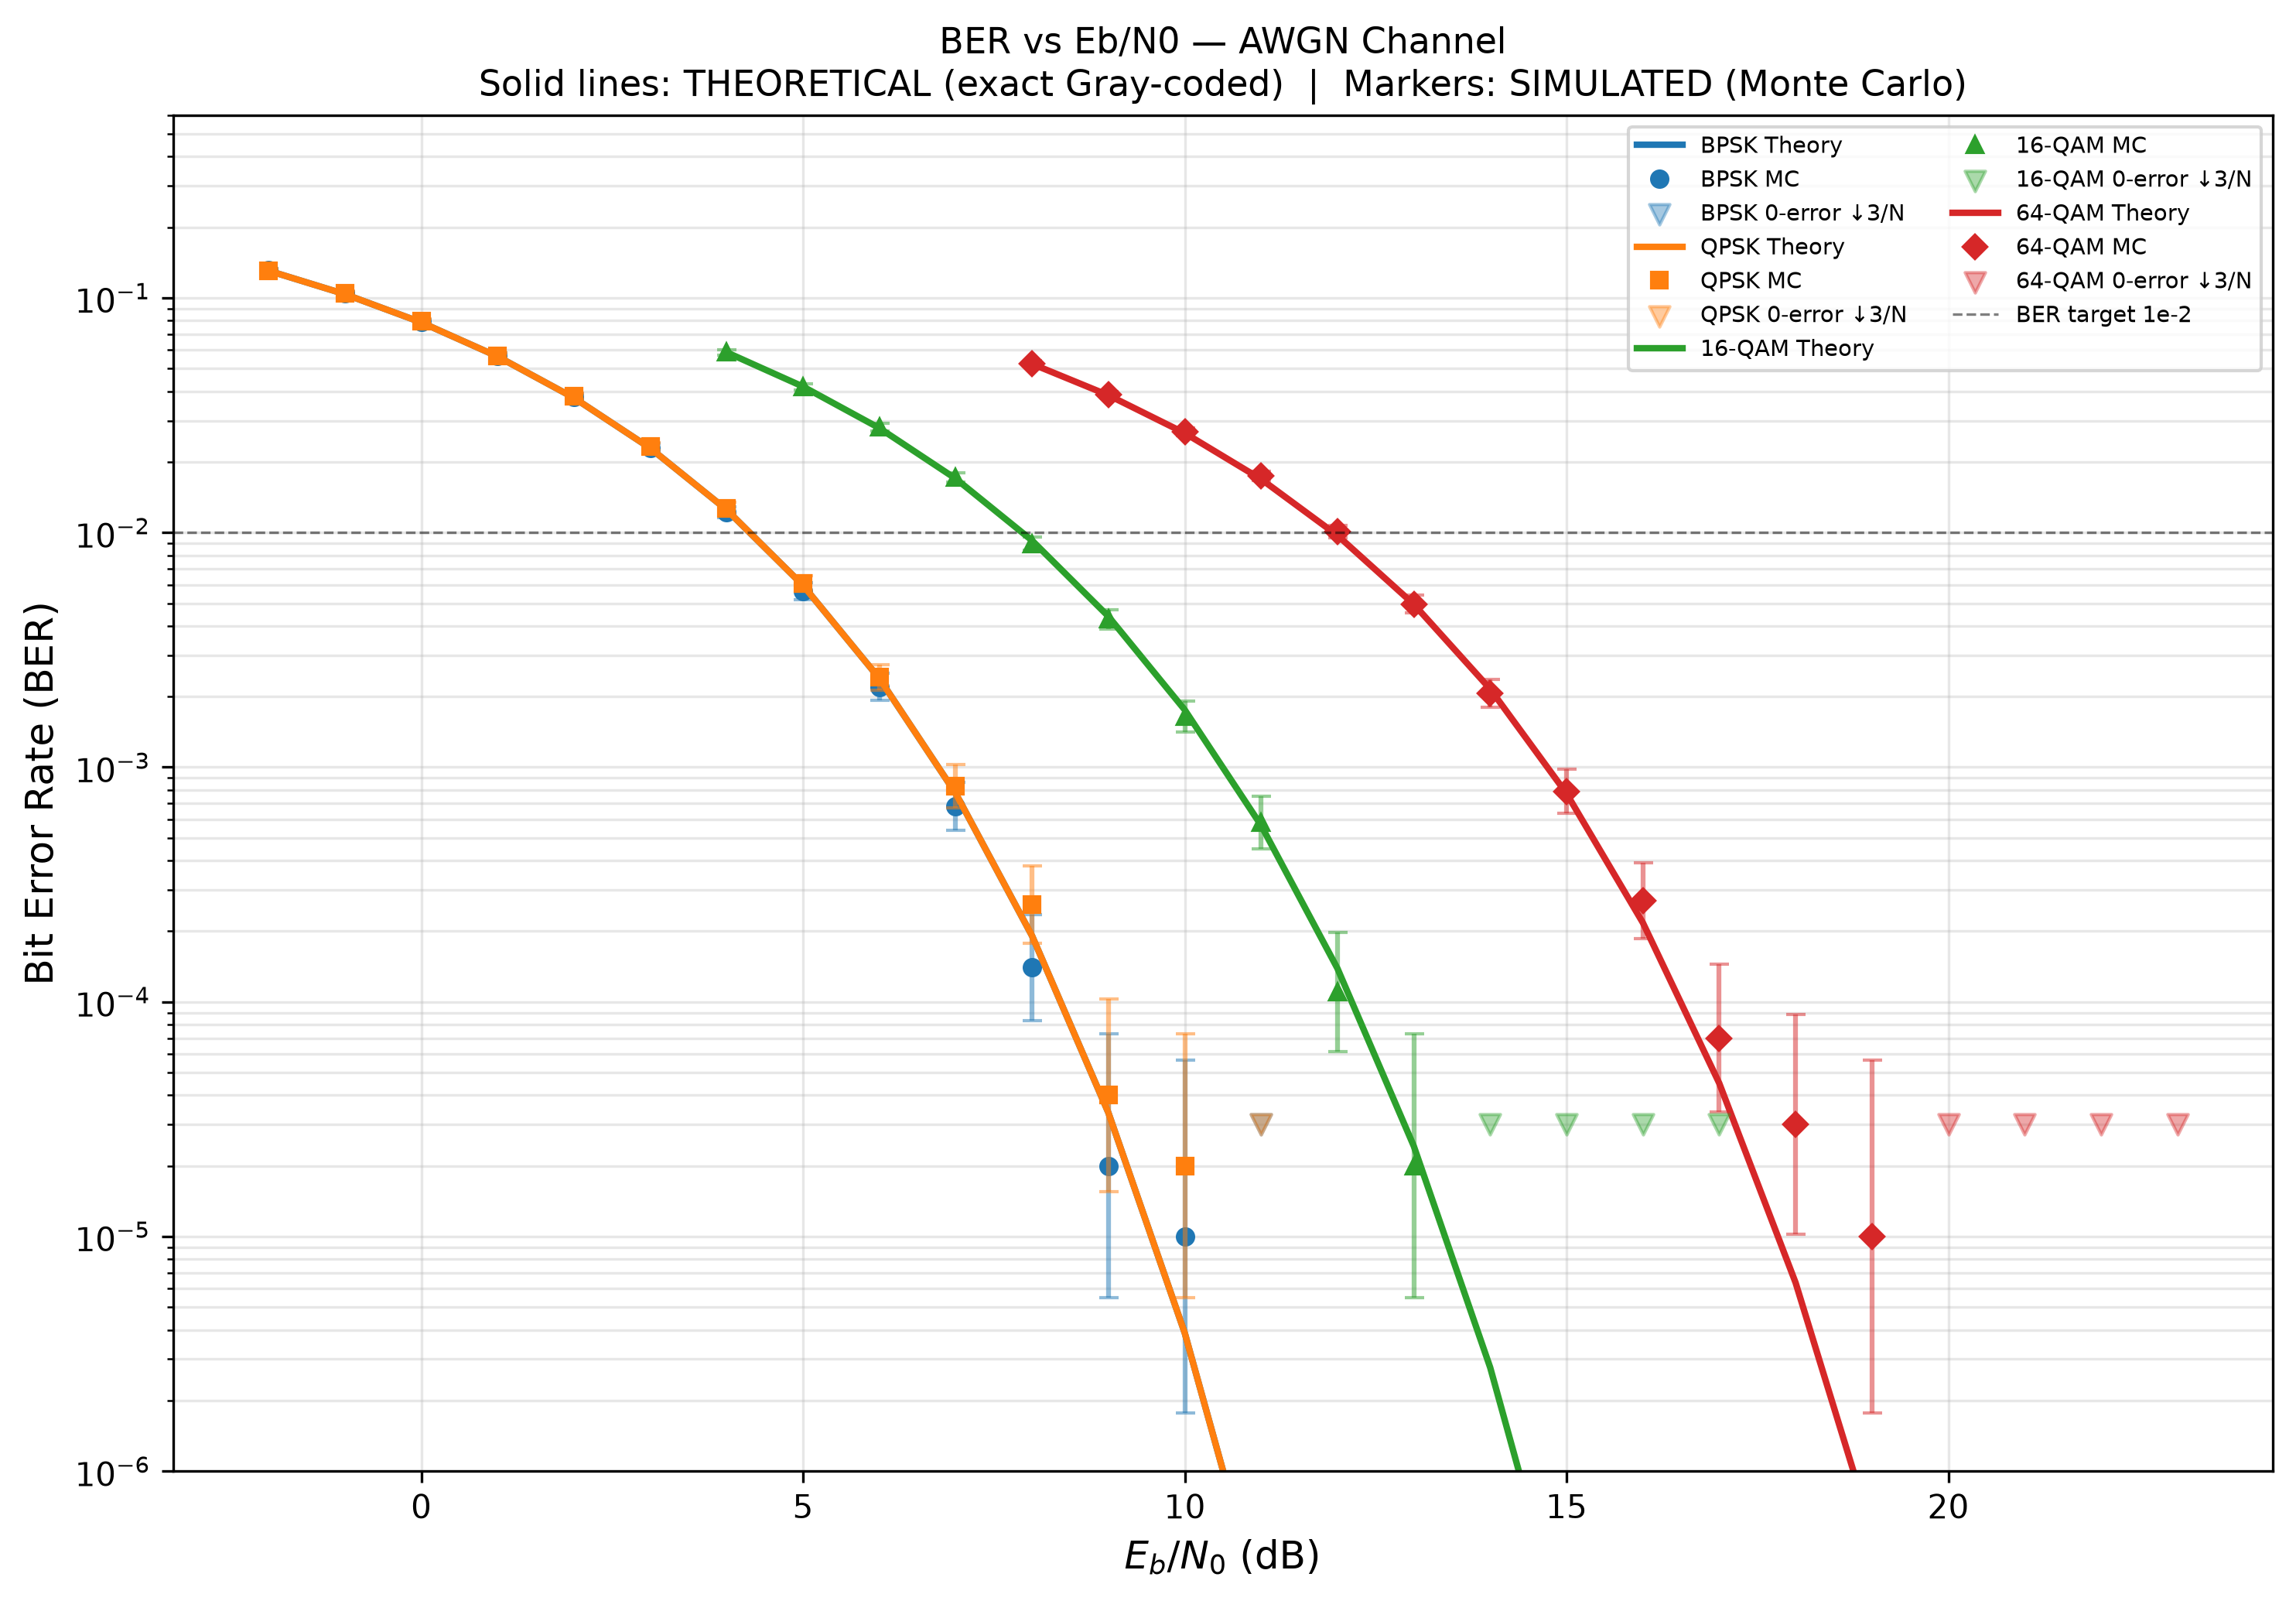 BER vs Eb/N0 — AWGN Channel
Solid lines: THEORETICAL (exact Gray-coded) | Markers: SIMULATED (Monte Carlo)
BPSK Theory
BPSK MC
BPSK 0-error ↓3/N
QPSK Theory
QPSK MC
QPSK 0-error ↓3/N
16-QAM Theory
16-QAM MC
16-QAM 0-error ↓3/N
64-QAM Theory
64-QAM MC
64-QAM 0-error ↓3/N
BER target 1e-2
Bit Error Rate (BER)
10⁻¹
10⁻²
10⁻³
10⁻⁴
10⁻⁵
10⁻⁶
0
5
10
15
20
E_b/N_0 (dB)